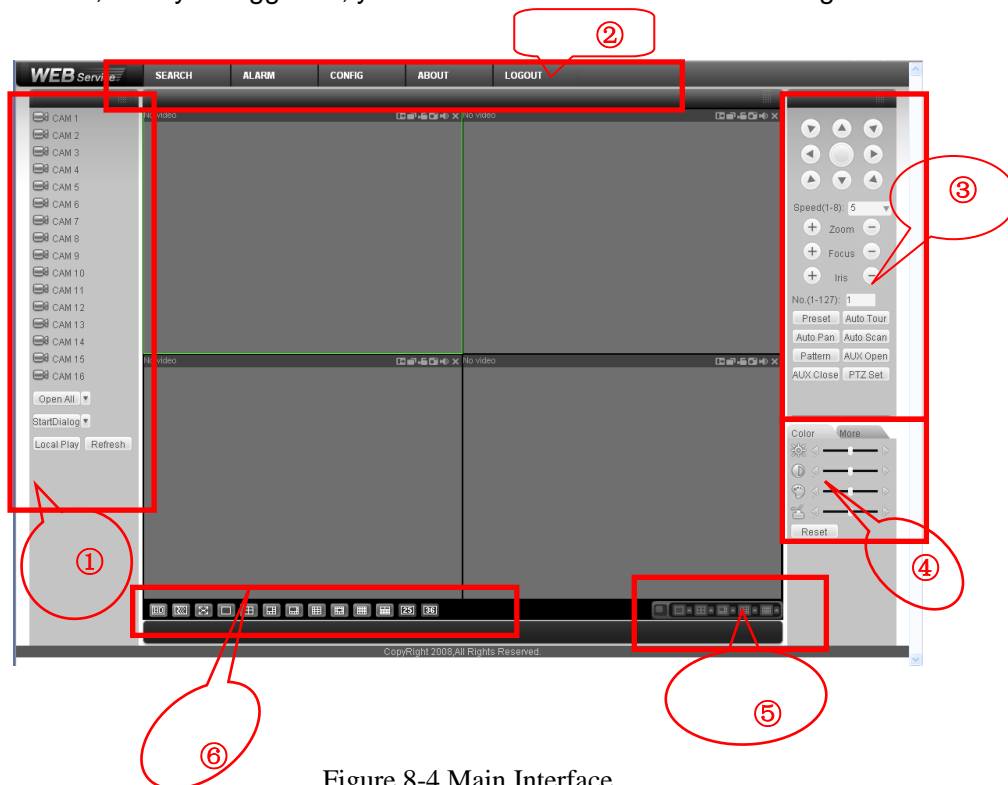 ②
WEB Service
SEARCH ALARM CONFIG ABOUT LOGOUT
CAM 1
CAM 2
CAM 3
CAM 4
CAM 5
CAM 6
CAM 7
CAM 8
CAM 9
CAM 10
CAM 11
CAM 12
CAM 13
CAM 14
CAM 15
CAM 16
Open All
StartDialog
Local Play Refresh
①
No video
No video
No video
No video
③
Speed(1-8): 5
Zoom
Focus
Iris
No.(1-127): 1
Preset Auto Tour
Auto Pan Auto Scan
Pattern AUX Open
AUX Close PTZ Set
Color More
Reset
④
25 36
CopyRight 2008,All Rights Reserved.
⑤
⑥
Figure 8-4 Main Interface